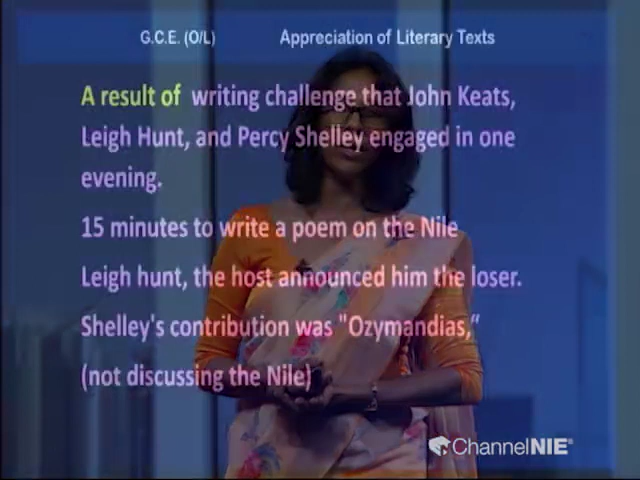 G.C.E. (O/L) Appreciation of Literary Texts
A result of writing challenge that John Keats,
Leigh Hunt, and Percy Shelley engaged in one
evening.
15 minutes to write a poem on the Nile
Leigh hunt, the host announced him the loser.
Shelley's contribution was "Ozymandias,“
(not discussing the Nile)
ChannelNIE